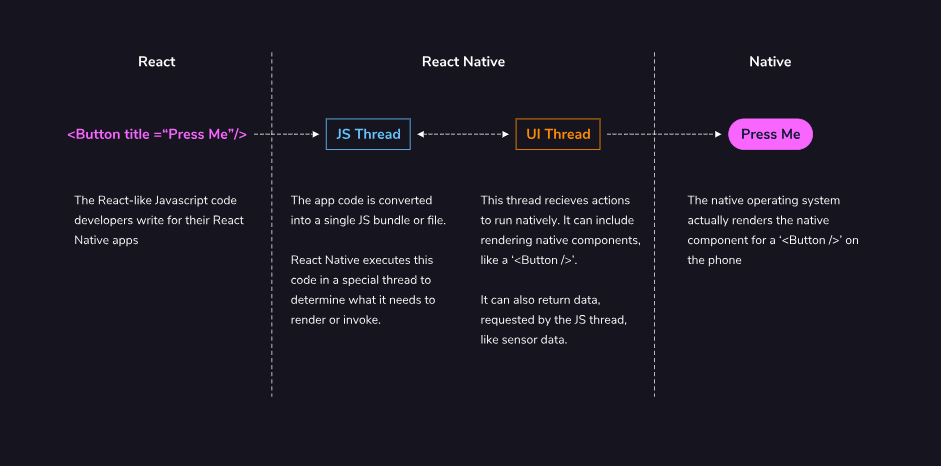 React
React Native
Native
<Button title =“Press Me”/>
JS Thread
UI Thread
Press Me
The React-like Javascript code
developers write for their React
Native apps
The app code is converted
into a single JS bundle or file.
React Native executes this
code in a special thread to
determine what it needs to
render or invoke.
This thread recieves actions
to run natively. It can include
rendering native components,
like a ‘<Button />’.
It can also return data,
requested by the JS thread,
like sensor data.
The native operating system
actually renders the native
component for a ‘<Button />’ on
the phone